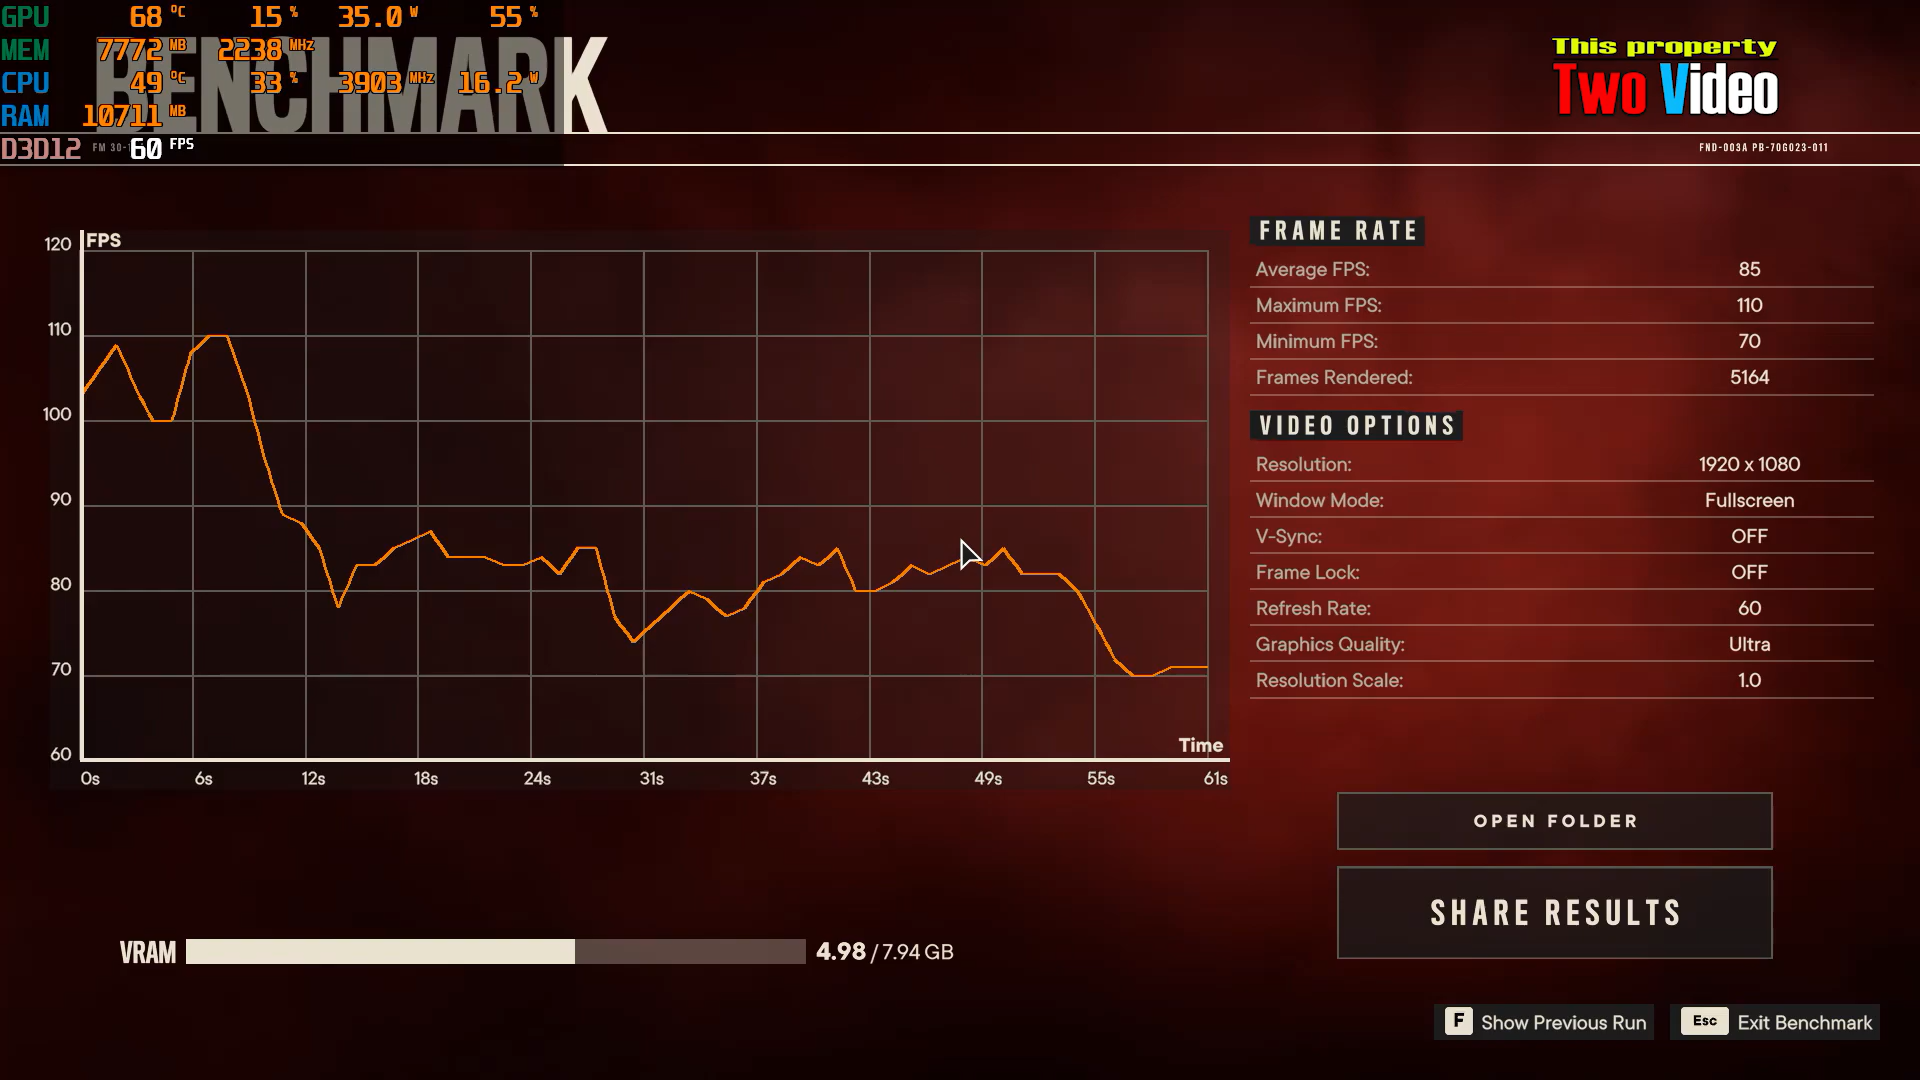 GPU 68 °C 15 % 35.0 W 55 %
MEM 7772 MB 2238 MHz
CPU 49 °C 33 % 3903 MHz 16.2 W
RAM 10711 MB
D3D12 60 FPS
BENCHMARK
This property
Two Video
FM 30-
FND-003A PB-70G023-011
FPS
120
110
100
90
80
70
60
Time
0s 6s 12s 18s 24s 31s 37s 43s 49s 55s 61s
VRAM 4.98 / 7.94 GB
FRAME RATE
Average FPS: 85
Maximum FPS: 110
Minimum FPS: 70
Frames Rendered: 5164
VIDEO OPTIONS
Resolution: 1920 x 1080
Window Mode: Fullscreen
V-Sync: OFF
Frame Lock: OFF
Refresh Rate: 60
Graphics Quality: Ultra
Resolution Scale: 1.0
OPEN FOLDER
SHARE RESULTS
F Show Previous Run
Esc Exit Benchmark